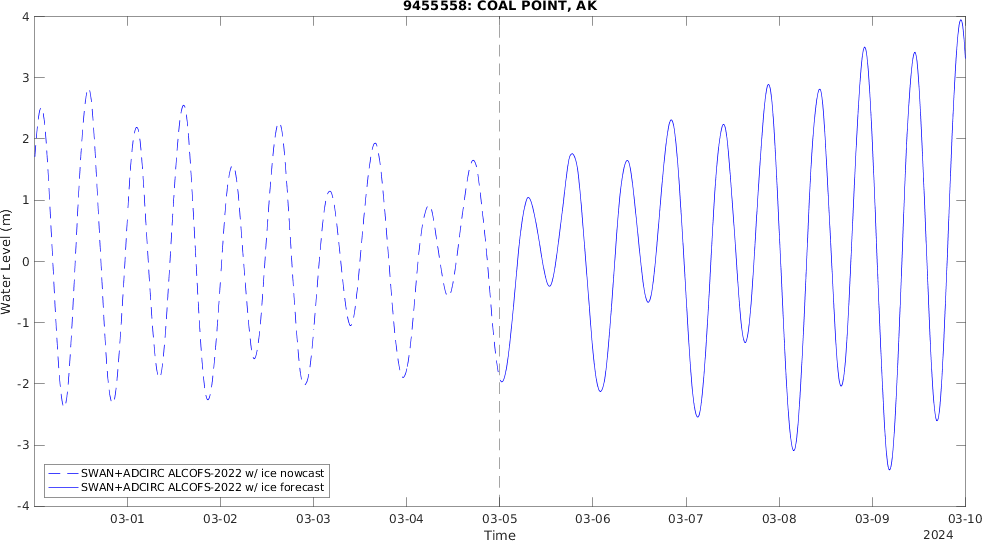 9455558: COAL POINT, AK
4
3
2
1
0
-1
-2
-3
-4
Water Level (m)
SWAN+ADCIRC ALCOFS-2022 w/ ice nowcast
SWAN+ADCIRC ALCOFS-2022 w/ ice forecast
03-01 03-02 03-03 03-04 03-05 03-06 03-07 03-08 03-09 03-10
Time
2024